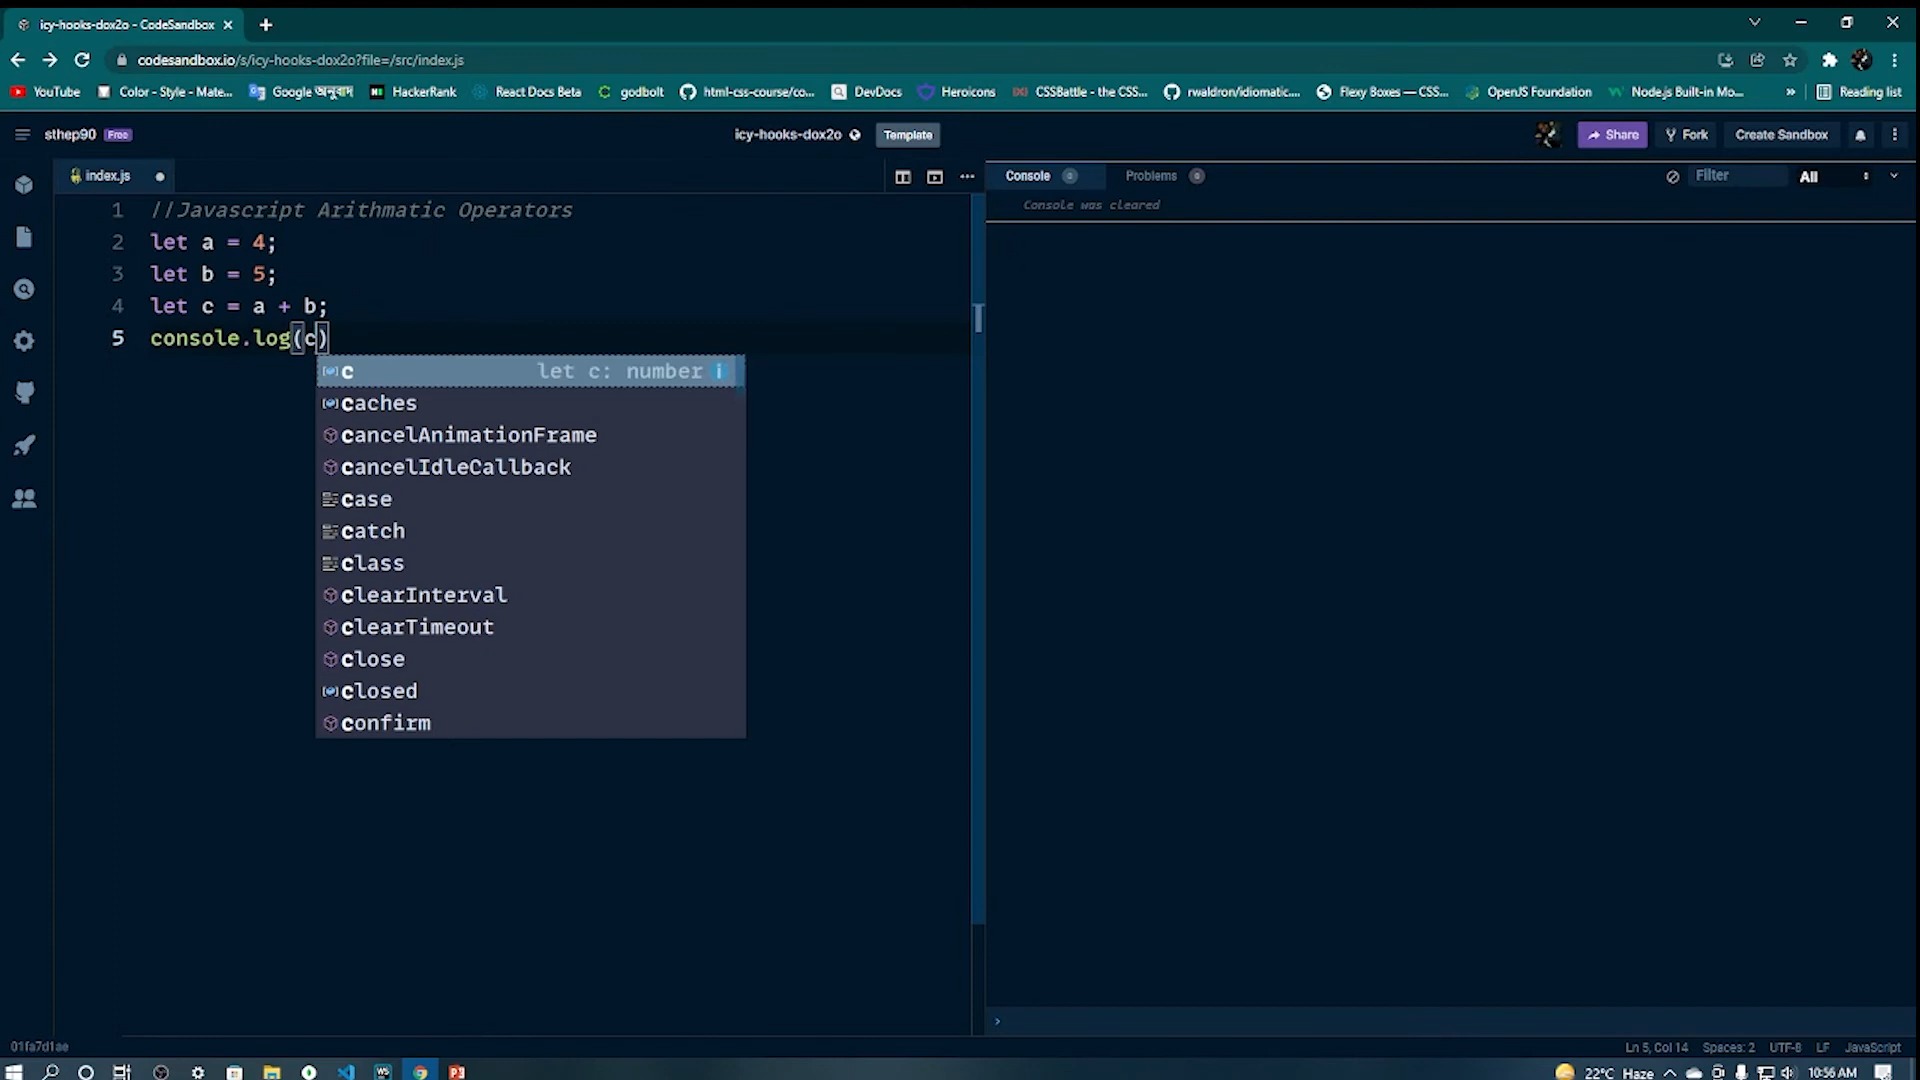 icy-hooks-dox2o - CodeSandbox
codesandbox.io/s/icy-hooks-dox2o?file=/src/index.js
YouTube Color - Style - Mate... Google অনুবাদ HackerRank React Docs Beta godbolt html-css-course/co... DevDocs Heroicons CSSBattle - the CSS... rwaldron/idiomatic.... Flexy Boxes — CSS... OpenJS Foundation Node.js Built-in Mo... » Reading list
sthep90 Free icy-hooks-dox2o Template Share Fork Create Sandbox
index.js Console 0 Problems 0 Filter All
Console was cleared
1 //Javascript Arithmatic Operators
2 let a = 4;
3 let b = 5;
4 let c = a + b;
5 console.log(c)
c let c: number
caches
cancelAnimationFrame
cancelIdleCallback
case
catch
class
clearInterval
clearTimeout
close
closed
confirm
01fa7d1ae Ln 5, Col 14 Spaces: 2 UTF-8 LF JavaScript
22°C Haze 10:56 AM